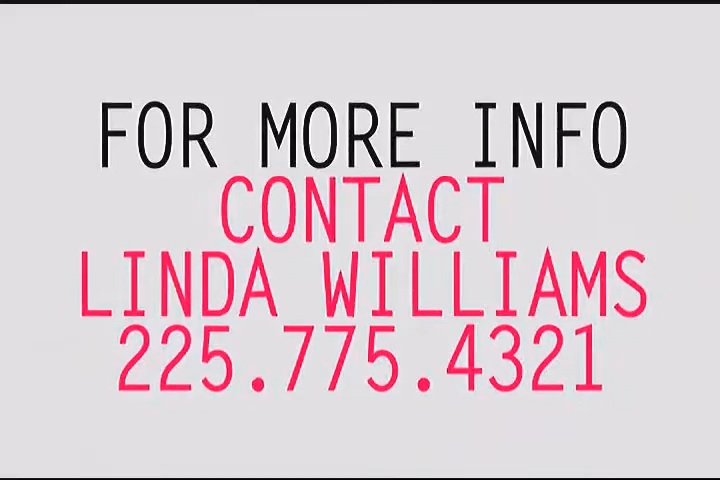 FOR MORE INFO
CONTACT
LINDA WILLIAMS
225.775.4321